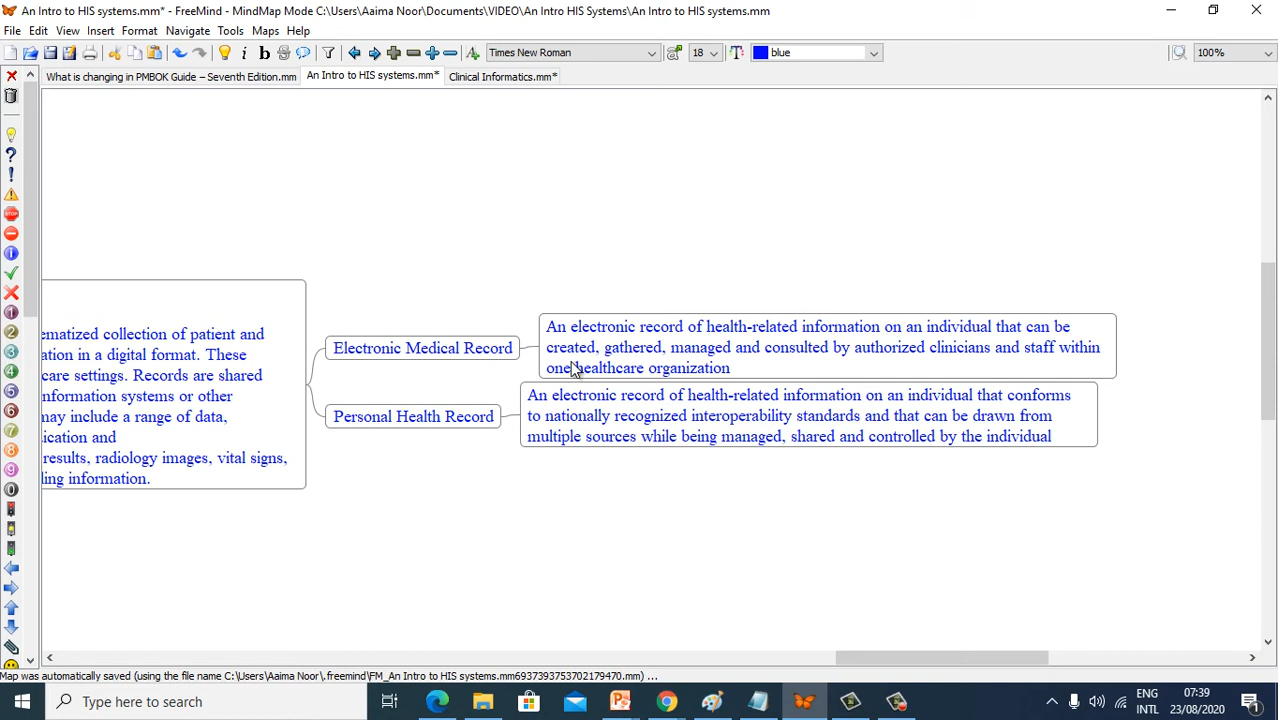 An Intro to HIS systems.mm* - FreeMind - MindMap Mode C:\Users\Aaima Noor\Documents\VIDEO\An Intro HIS Systems\An Intro to HIS systems.mm)
File Edit View Insert Format Navigate Tools Maps Help
Times New Roman 18 blue 100%
What is changing in PMBOK Guide – Seventh Edition.mm An Intro to HIS systems.mm* Clinical Informatics.mm*
ematized collection of patient and
ation in a digital format. These
care settings. Records are shared
nformation systems or other
may include a range of data,
ication and
results, radiology images, vital signs,
ling information.
Electronic Medical Record
An electronic record of health-related information on an individual that can be
created, gathered, managed and consulted by authorized clinicians and staff within
one healthcare organization
Personal Health Record
An electronic record of health-related information on an individual that conforms
to nationally recognized interoperability standards and that can be drawn from
multiple sources while being managed, shared and controlled by the individual
Map was automatically saved (using the file name C:\Users\Aaima Noor\.freemind\FM_An Intro to HIS systems.mm6937393753702179470.mm) ...
Type here to search
ENG
INTL
07:39
23/08/2020
1